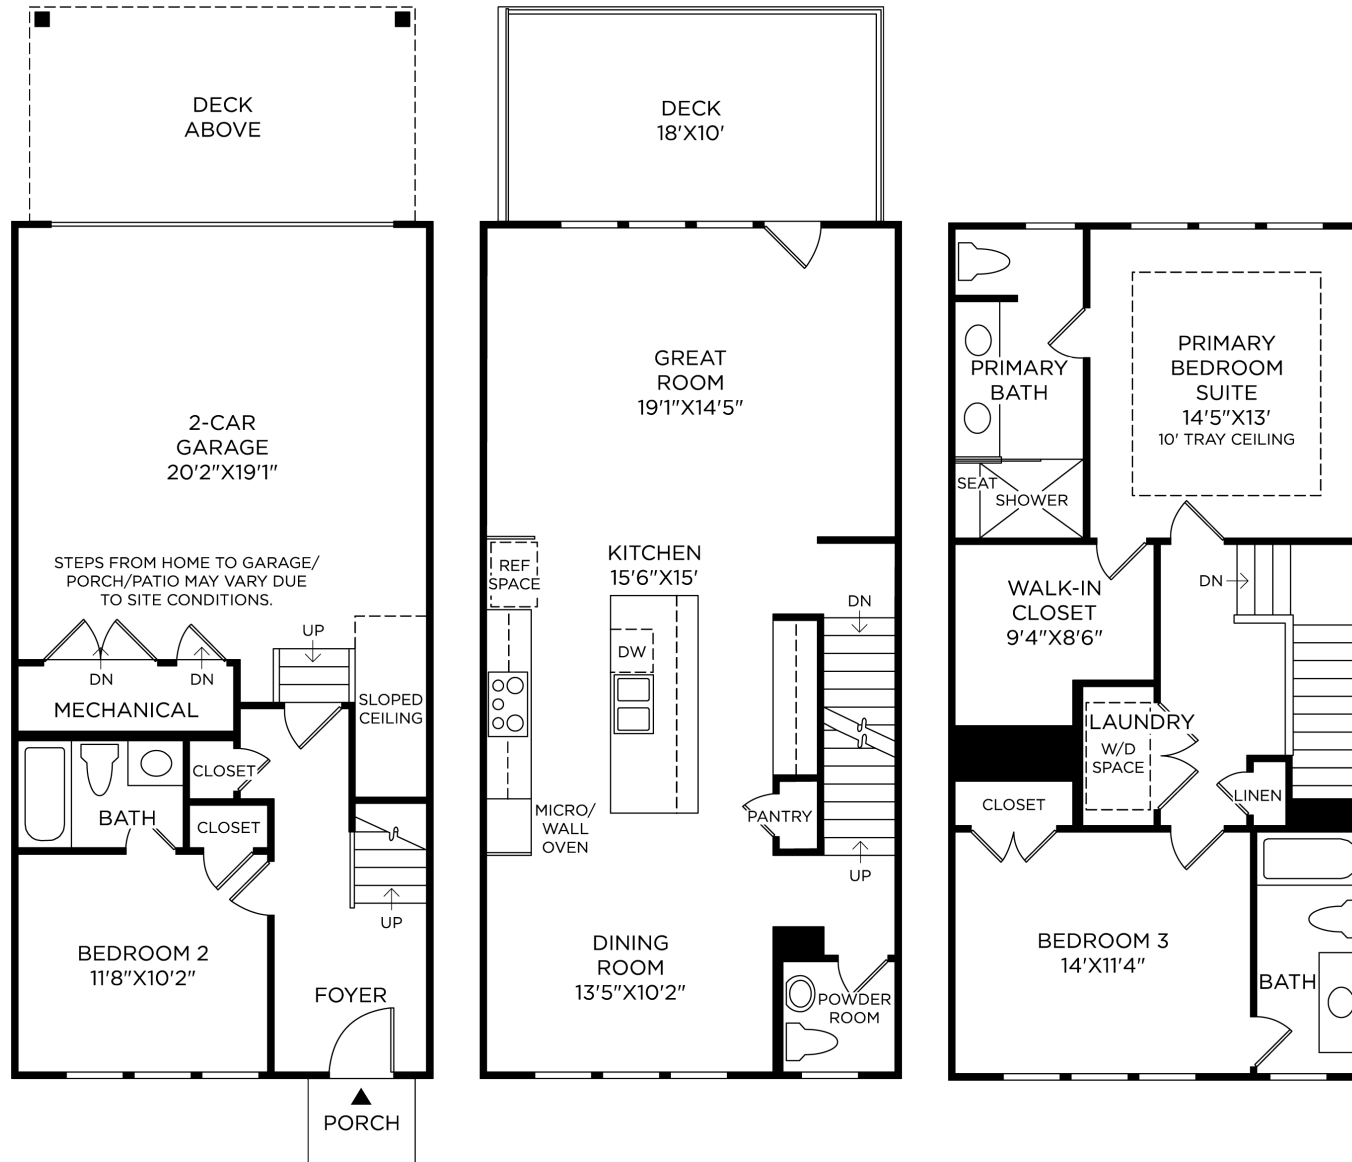 DECK
ABOVE
2-CAR
GARAGE
20'2"X19'1"
STEPS FROM HOME TO GARAGE/
PORCH/PATIO MAY VARY DUE
TO SITE CONDITIONS.
UP
DN
DN
MECHANICAL
SLOPED
CEILING
CLOSET
BATH
CLOSET
UP
BEDROOM 2
11'8"X10'2"
FOYER
PORCH
DECK
18'X10'
GREAT
ROOM
19'1"X14'5"
REF
SPACE
KITCHEN
15'6"X15'
DN
DW
MICRO/
WALL
OVEN
PANTRY
UP
DINING
ROOM
13'5"X10'2"
POWDER
ROOM
PRIMARY
BATH
PRIMARY
BEDROOM
SUITE
14'5"X13'
10' TRAY CEILING
SEAT
SHOWER
WALK-IN
CLOSET
9'4"X8'6"
DN
LAUNDRY
W/D
SPACE
CLOSET
LINEN
BEDROOM 3
14'X11'4"
BATH